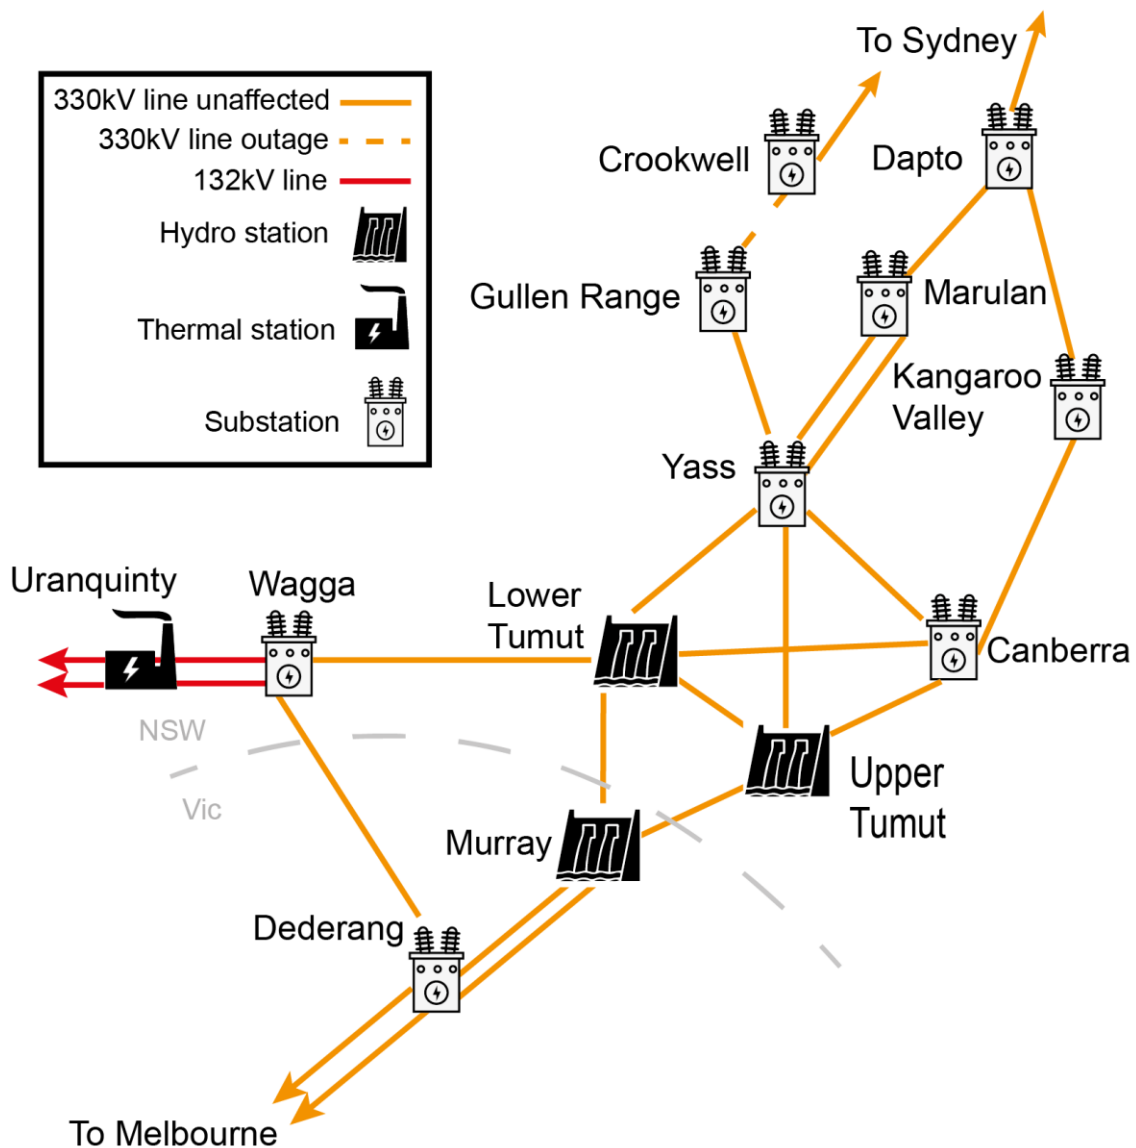 To Sydney
330kV line unaffected
330kV line outage
132kV line
Hydro station
Thermal station
Substation
Crookwell
Dapto
Gullen Range
Marulan
Kangaroo
Valley
Yass
Uranquinty
Wagga
Lower
Tumut
Canberra
NSW
Vic
Upper
Tumut
Murray
Dederang
To Melbourne